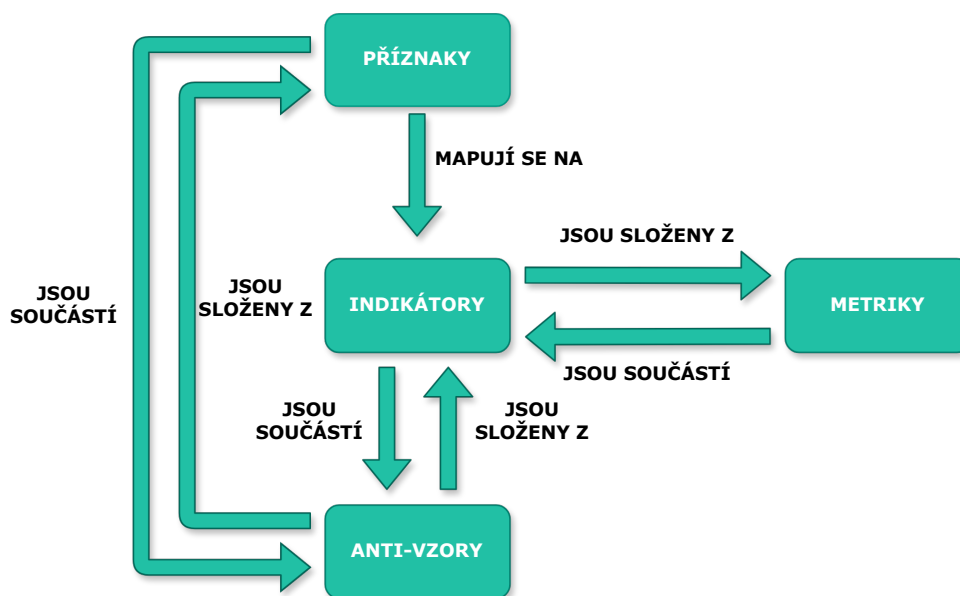 PŘÍZNAKY
MAPUJÍ SE NA
JSOU SLOŽENY Z
JSOU
SOUČÁSTÍ
JSOU
SLOŽENY Z
INDIKÁTORY
METRIKY
JSOU SOUČÁSTÍ
JSOU
SOUČÁSTÍ
JSOU
SLOŽENY Z
ANTI-VZORY